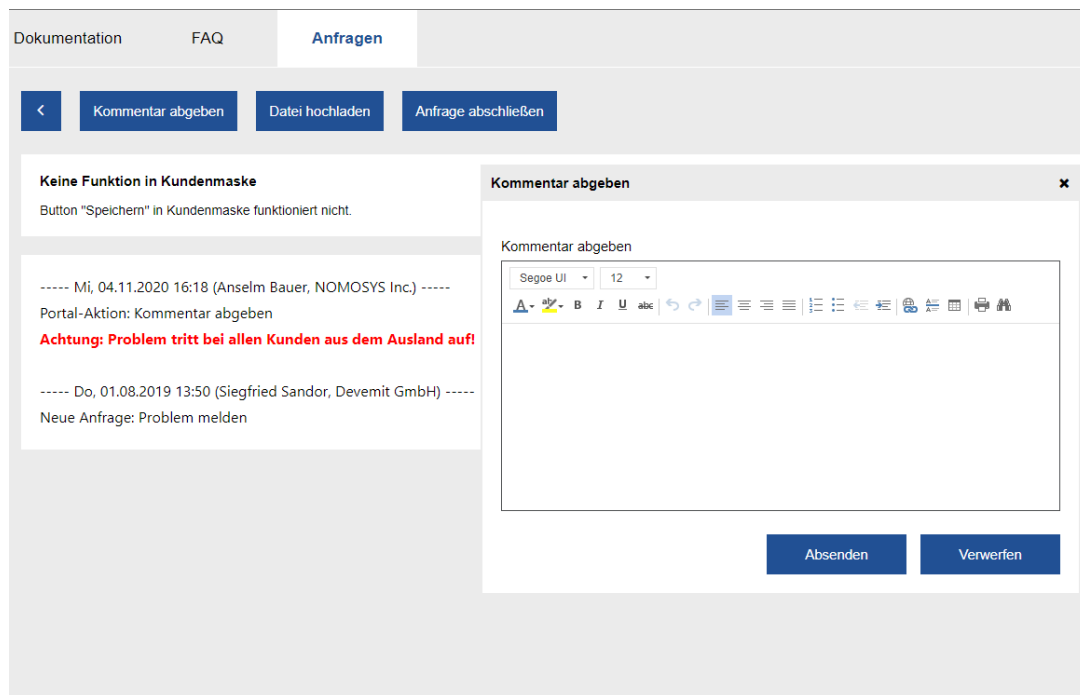 Dokumentation FAQ Anfragen
Kommentar abgeben Datei hochladen Anfrage abschließen
Keine Funktion in Kundenmaske
Button "Speichern" in Kundenmaske funktioniert nicht.
----- Mi, 04.11.2020 16:18 (Anselm Bauer, NOMOSYS Inc.) -----
Portal-Aktion: Kommentar abgeben
Achtung: Problem tritt bei allen Kunden aus dem Ausland auf!
----- Do, 01.08.2019 13:50 (Siegfried Sandor, Devemit GmbH) -----
Neue Anfrage: Problem melden
Kommentar abgeben
Kommentar abgeben
Segoe UI 12
A ab B I U abc
Absenden Verwerfen